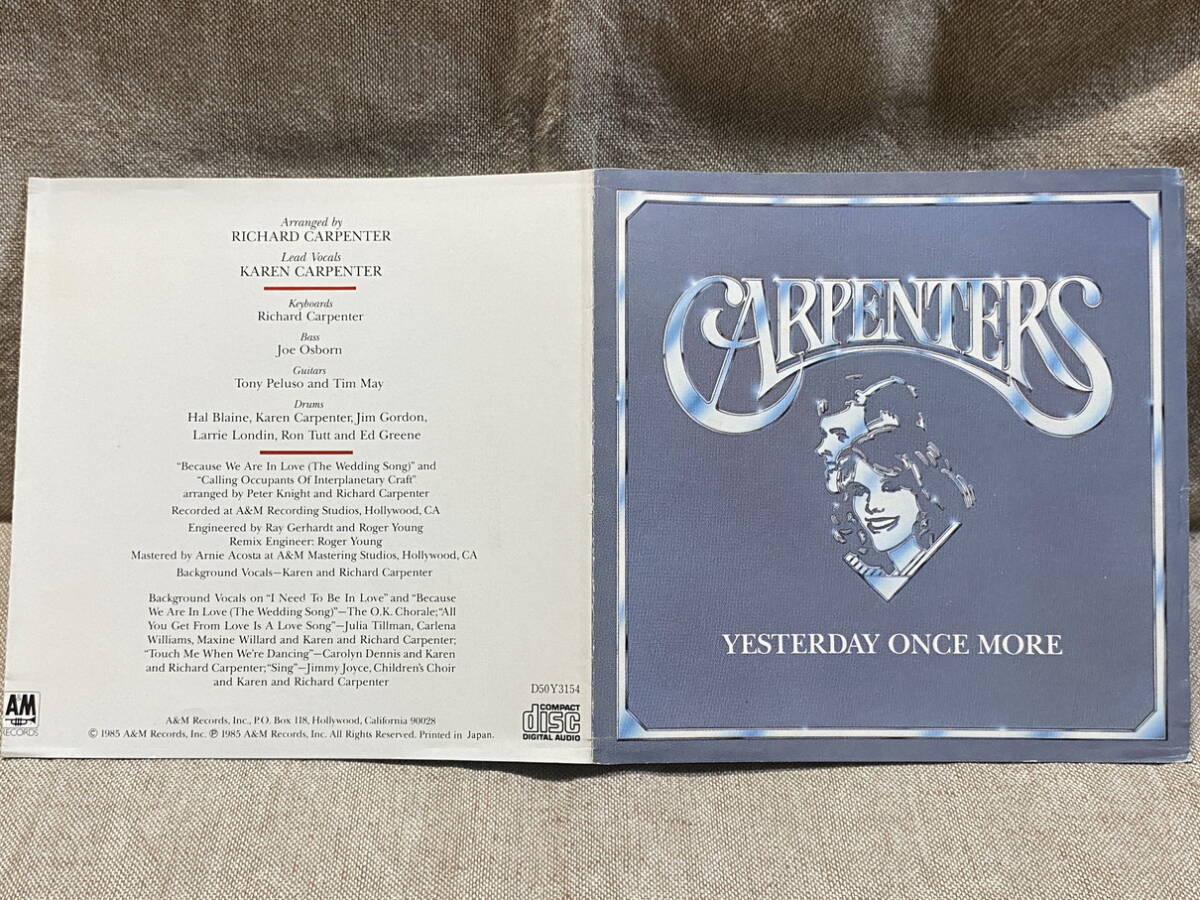 Arranged by
RICHARD CARPENTER
Lead Vocals
KAREN CARPENTER
Keyboards
Richard Carpenter
Bass
Joe Osborn
Guitars
Tony Peluso and Tim May
Drums
Hal Blaine, Karen Carpenter, Jim Gordon,
Larrie Londin, Ron Tutt and Ed Greene
“Because We Are In Love (The Wedding Song)” and
“Calling Occupants Of Interplanetary Craft”
arranged by Peter Knight and Richard Carpenter
Recorded at A&M Recording Studios, Hollywood, CA
Engineered by Ray Gerhardt and Roger Young
Remix Engineer: Roger Young
Mastered by Arnie Acosta at A&M Mastering Studios, Hollywood, CA
Background Vocals—Karen and Richard Carpenter
Background Vocals on “I Need To Be In Love” and “Because
We Are In Love (The Wedding Song)”—The O.K. Chorale; “All
You Get From Love Is A Love Song”—Julia Tillman, Carlena
Williams, Maxine Willard and Karen and Richard Carpenter;
“Touch Me When We’re Dancing”—Carolyn Dennis and Karen
and Richard Carpenter; “Sing”—Jimmy Joyce, Children’s Choir
and Karen and Richard Carpenter
D50Y3154
A&M
RECORDS
COMPACT
disc
DIGITAL AUDIO
A&M Records, Inc., P.O. Box 118, Hollywood, California 90028
© 1985 A&M Records, Inc. ℗ 1985 A&M Records, Inc. All Rights Reserved. Printed in Japan.
CARPENTERS
YESTERDAY ONCE MORE